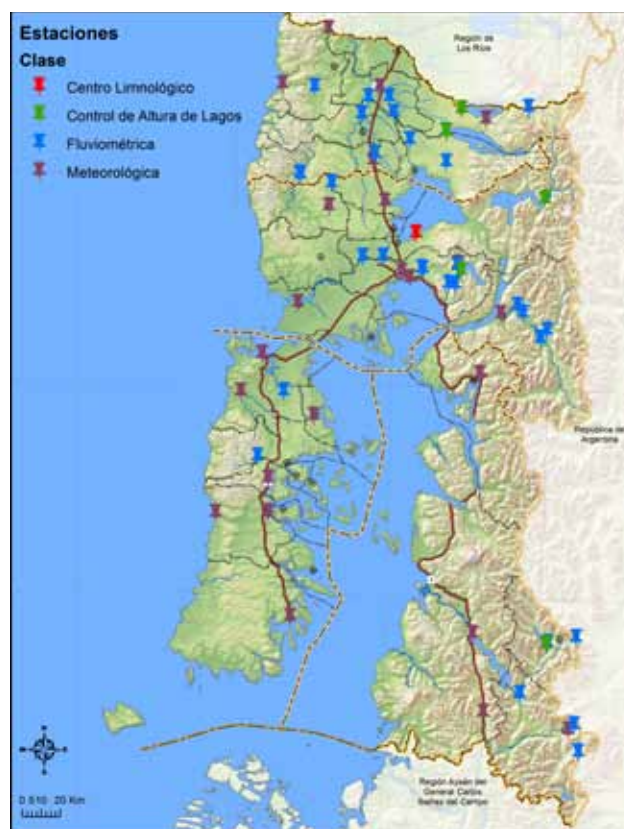 Estaciones
Clase
Centro Limnológico
Control de Altura de Lagos
Fluviométrica
Meteorológica
Región de
Los Ríos
República de
Argentina
Región Aysén del
General Carlos
Ibáñez del Campo
0 5 10 20 Km